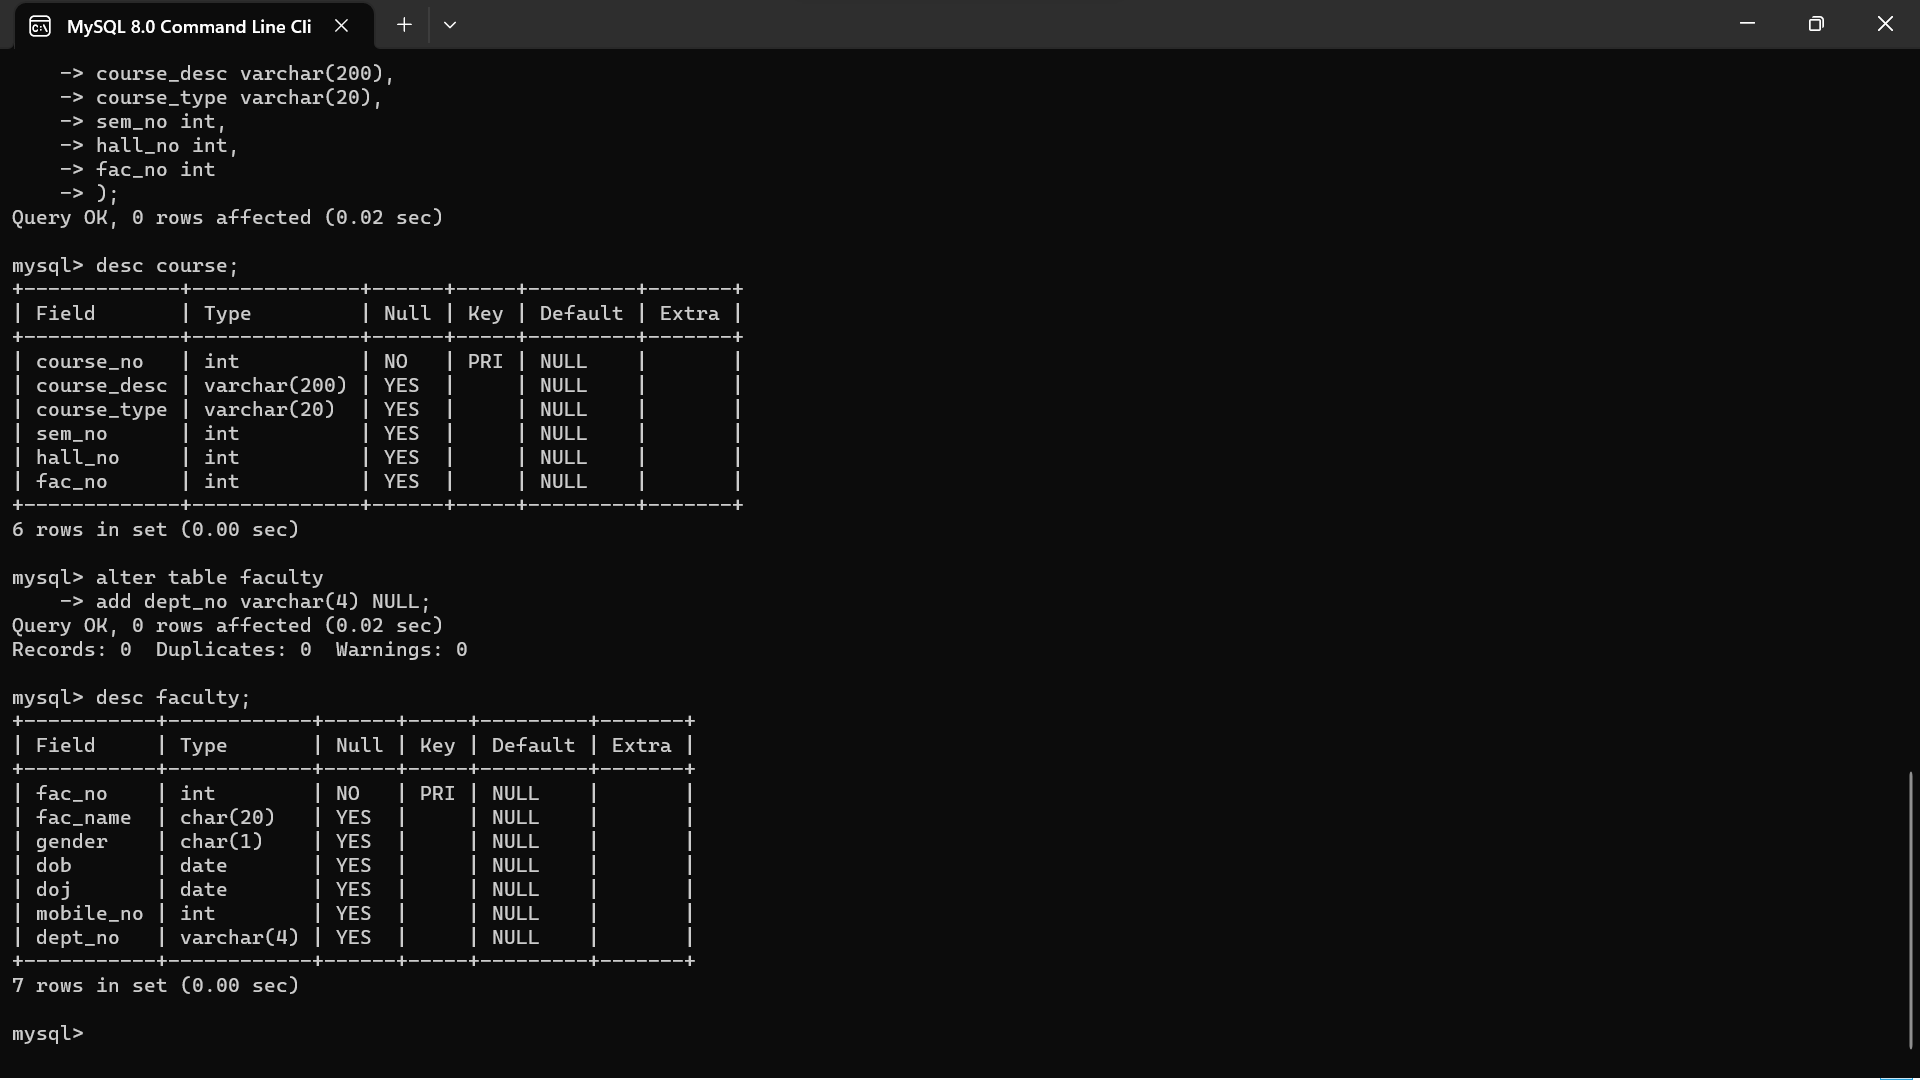 MySQL 8.0 Command Line Cli
    -> course_desc varchar(200),
    -> course_type varchar(20),
    -> sem_no int,
    -> hall_no int,
    -> fac_no int
    -> );
Query OK, 0 rows affected (0.02 sec)

mysql> desc course;
+-------------+--------------+------+-----+---------+-------+
| Field       | Type         | Null | Key | Default | Extra |
+-------------+--------------+------+-----+---------+-------+
| course_no   | int          | NO   | PRI | NULL    |       |
| course_desc | varchar(200) | YES  |     | NULL    |       |
| course_type | varchar(20)  | YES  |     | NULL    |       |
| sem_no      | int          | YES  |     | NULL    |       |
| hall_no     | int          | YES  |     | NULL    |       |
| fac_no      | int          | YES  |     | NULL    |       |
+-------------+--------------+------+-----+---------+-------+
6 rows in set (0.00 sec)

mysql> alter table faculty
    -> add dept_no varchar(4) NULL;
Query OK, 0 rows affected (0.02 sec)
Records: 0  Duplicates: 0  Warnings: 0

mysql> desc faculty;
+-----------+------------+------+-----+---------+-------+
| Field     | Type       | Null | Key | Default | Extra |
+-----------+------------+------+-----+---------+-------+
| fac_no    | int        | NO   | PRI | NULL    |       |
| fac_name  | char(20)   | YES  |     | NULL    |       |
| gender    | char(1)    | YES  |     | NULL    |       |
| dob       | date       | YES  |     | NULL    |       |
| doj       | date       | YES  |     | NULL    |       |
| mobile_no | int        | YES  |     | NULL    |       |
| dept_no   | varchar(4) | YES  |     | NULL    |       |
+-----------+------------+------+-----+---------+-------+
7 rows in set (0.00 sec)

mysql>